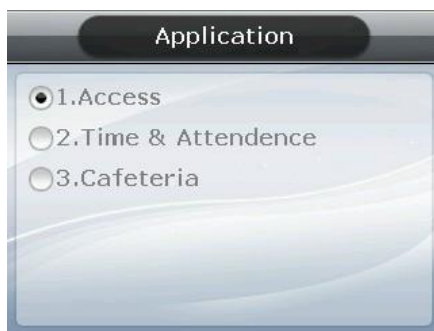 Application
1.Access
2.Time & Attendence
3.Cafeteria